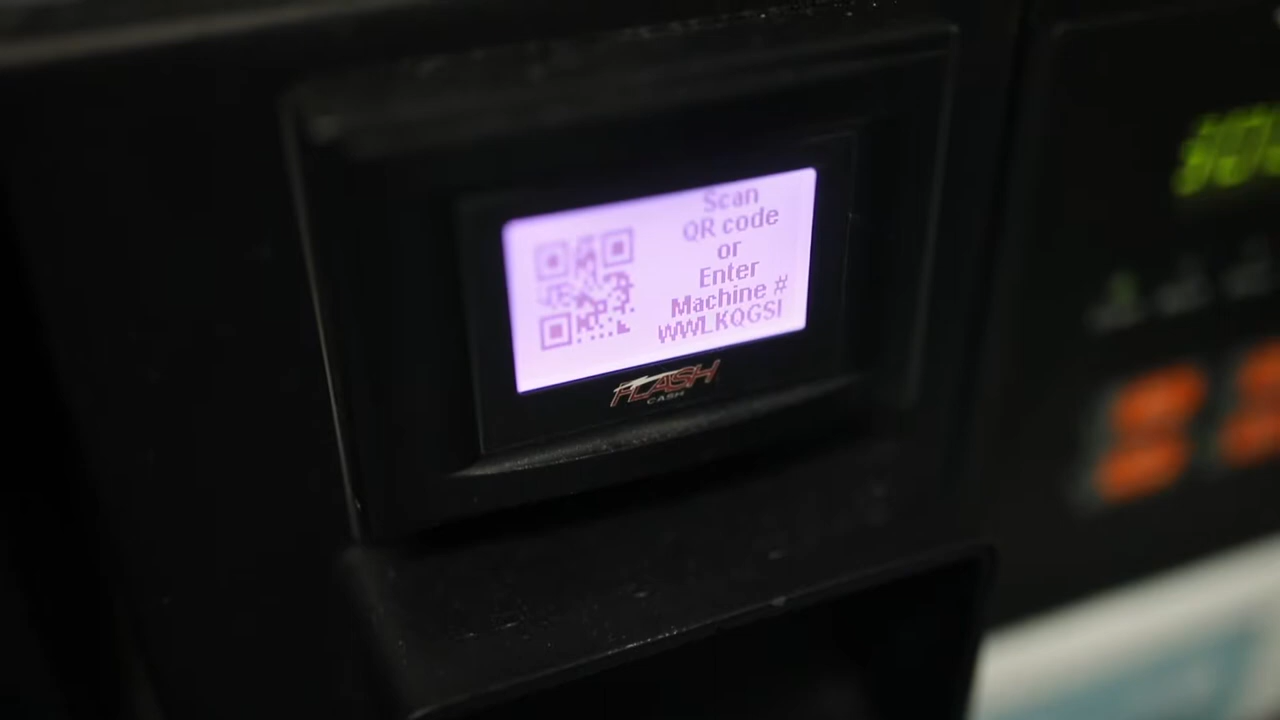 Scan
QR code
or
Enter
Machine #
WWLKQGSI
FLASH
CASH